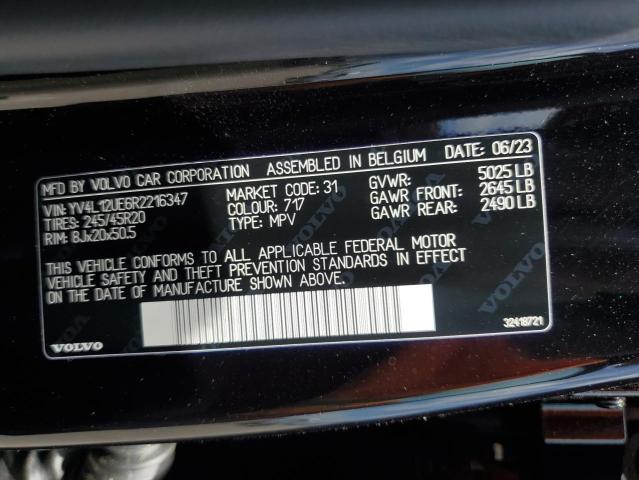 MFD BY VOLVO CAR CORPORATION ASSEMBLED IN BELGIUM DATE: 06/23
VIN: YV4L12UE6R2216347 MARKET CODE: 31 GVWR: 5025 LB
TIRES: 245/45R20 COLOUR: 717 GAWR FRONT: 2645 LB
RIM: 8Jx20x50.5 TYPE: MPV GAWR REAR: 2490 LB
THIS VEHICLE CONFORMS TO ALL APPLICABLE FEDERAL MOTOR
VEHICLE SAFETY AND THEFT PREVENTION STANDARDS IN EFFECT
ON THE DATE OF MANUFACTURE SHOWN ABOVE.
VOLVO 32418721